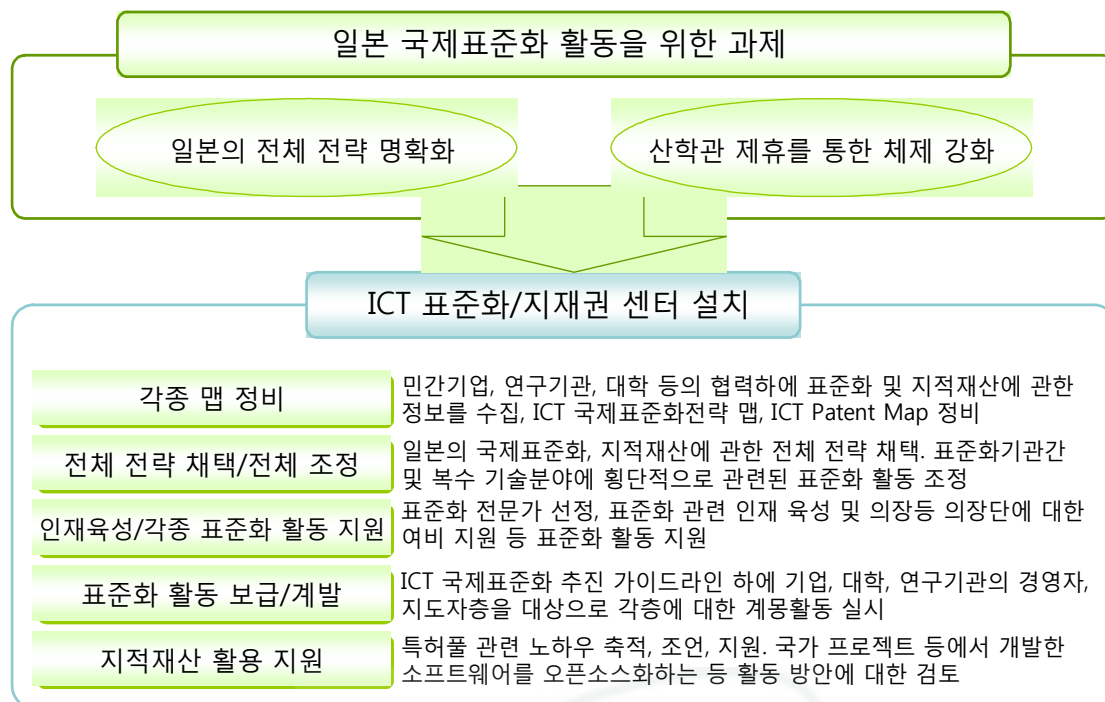 일본 국제표준화 활동을 위한 과제
일본의 전체 전략 명확화
산학관 제휴를 통한 체제 강화
ICT 표준화/지재권 센터 설치
각종 맵 정비
민간기업, 연구기관, 대학 등의 협력하에 표준화 및 지적재산에 관한
정보를 수집, ICT 국제표준화전략 맵, ICT Patent Map 정비
전체 전략 채택/전체 조정
일본의 국제표준화, 지적재산에 관한 전체 전략 채택. 표준화기관간
및 복수 기술분야에 횡단적으로 관련된 표준화 활동 조정
인재육성/각종 표준화 활동 지원
표준화 전문가 선정, 표준화 관련 인재 육성 및 의장등 의장단에 대한
여비 지원 등 표준화 활동 지원
표준화 활동 보급/계발
ICT 국제표준화 추진 가이드라인 하에 기업, 대학, 연구기관의 경영자,
지도자층을 대상으로 각층에 대한 계몽활동 실시
지적재산 활용 지원
특허풀 관련 노하우 축적, 조언, 지원. 국가 프로젝트 등에서 개발한
소프트웨어를 오픈소스화하는 등 활동 방안에 대한 검토